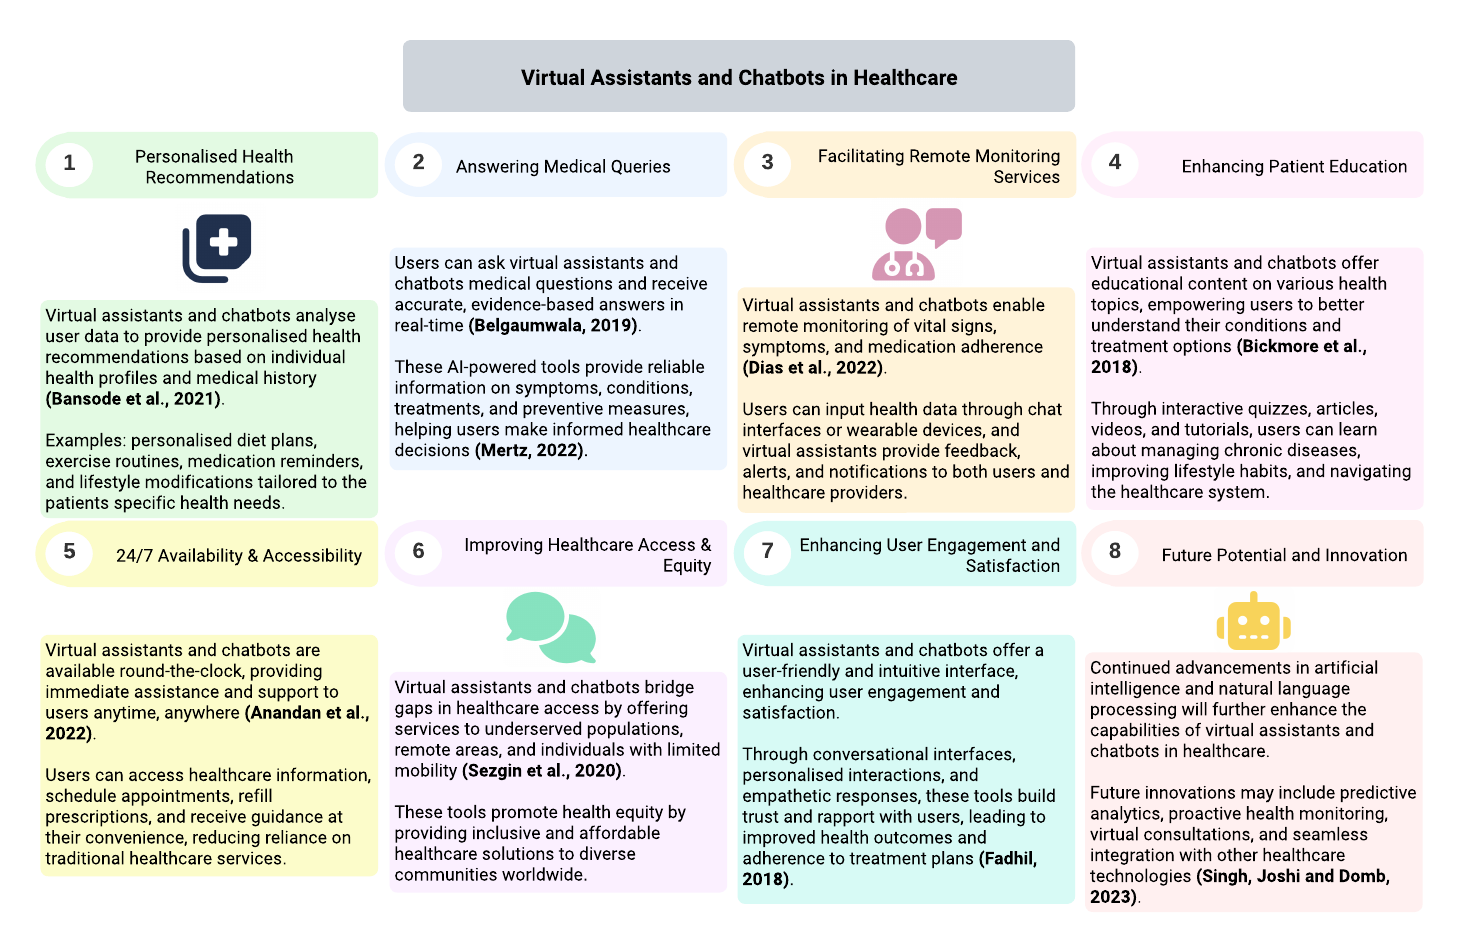 Virtual Assistants and Chatbots in Healthcare
1
Personalised Health
Recommendations
Virtual assistants and chatbots analyse
user data to provide personalised health
recommendations based on individual
health profiles and medical history
(Bansode et al., 2021).
Examples: personalised diet plans,
exercise routines, medication reminders,
and lifestyle modifications tailored to the
patients specific health needs.
2
Answering Medical Queries
Users can ask virtual assistants and
chatbots medical questions and receive
accurate, evidence-based answers in
real-time (Belgaumwala, 2019).
These AI-powered tools provide reliable
information on symptoms, conditions,
treatments, and preventive measures,
helping users make informed healthcare
decisions (Mertz, 2022).
3
Facilitating Remote Monitoring
Services
Virtual assistants and chatbots enable
remote monitoring of vital signs,
symptoms, and medication adherence
(Dias et al., 2022).
Users can input health data through chat
interfaces or wearable devices, and
virtual assistants provide feedback,
alerts, and notifications to both users and
healthcare providers.
4
Enhancing Patient Education
Virtual assistants and chatbots offer
educational content on various health
topics, empowering users to better
understand their conditions and
treatment options (Bickmore et al.,
2018).
Through interactive quizzes, articles,
videos, and tutorials, users can learn
about managing chronic diseases,
improving lifestyle habits, and navigating
the healthcare system.
5
24/7 Availability & Accessibility
Virtual assistants and chatbots are
available round-the-clock, providing
immediate assistance and support to
users anytime, anywhere (Anandan et al.,
2022).
Users can access healthcare information,
schedule appointments, refill
prescriptions, and receive guidance at
their convenience, reducing reliance on
traditional healthcare services.
6
Improving Healthcare Access &
Equity
Virtual assistants and chatbots bridge
gaps in healthcare access by offering
services to underserved populations,
remote areas, and individuals with limited
mobility (Sezgin et al., 2020).
These tools promote health equity by
providing inclusive and affordable
healthcare solutions to diverse
communities worldwide.
7
Enhancing User Engagement and
Satisfaction
Virtual assistants and chatbots offer a
user-friendly and intuitive interface,
enhancing user engagement and
satisfaction.
Through conversational interfaces,
personalised interactions, and
empathetic responses, these tools build
trust and rapport with users, leading to
improved health outcomes and
adherence to treatment plans (Fadhil,
2018).
8
Future Potential and Innovation
Continued advancements in artificial
intelligence and natural language
processing will further enhance the
capabilities of virtual assistants and
chatbots in healthcare.
Future innovations may include predictive
analytics, proactive health monitoring,
virtual consultations, and seamless
integration with other healthcare
technologies (Singh, Joshi and Domb,
2023).